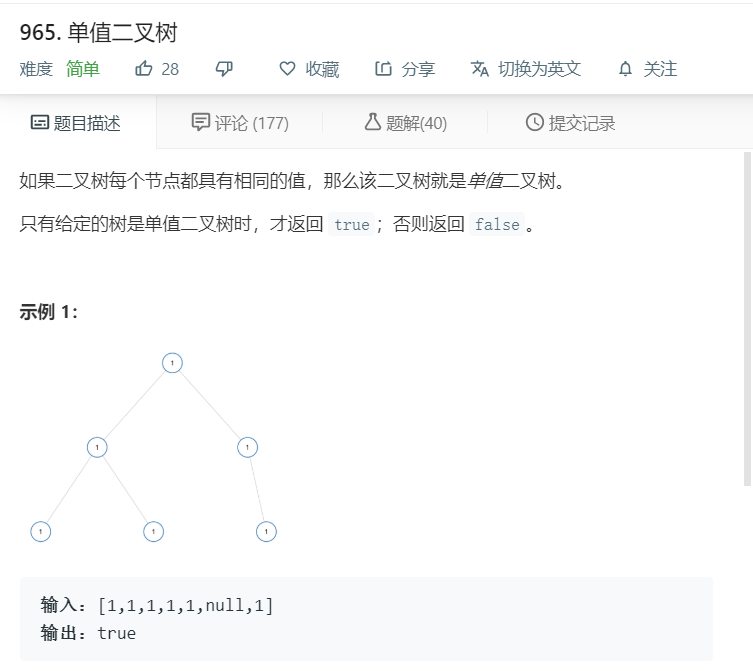 965. 单值二叉树
难度 简单 28 收藏 分享 切换为英文 关注
题目描述 评论 (177) 题解(40) 提交记录
如果二叉树每个节点都具有相同的值，那么该二叉树就是单值二叉树。
只有给定的树是单值二叉树时，才返回 true；否则返回 false。
示例 1：
1
1 1
1 1 1
输入：[1,1,1,1,1,null,1]
输出：true